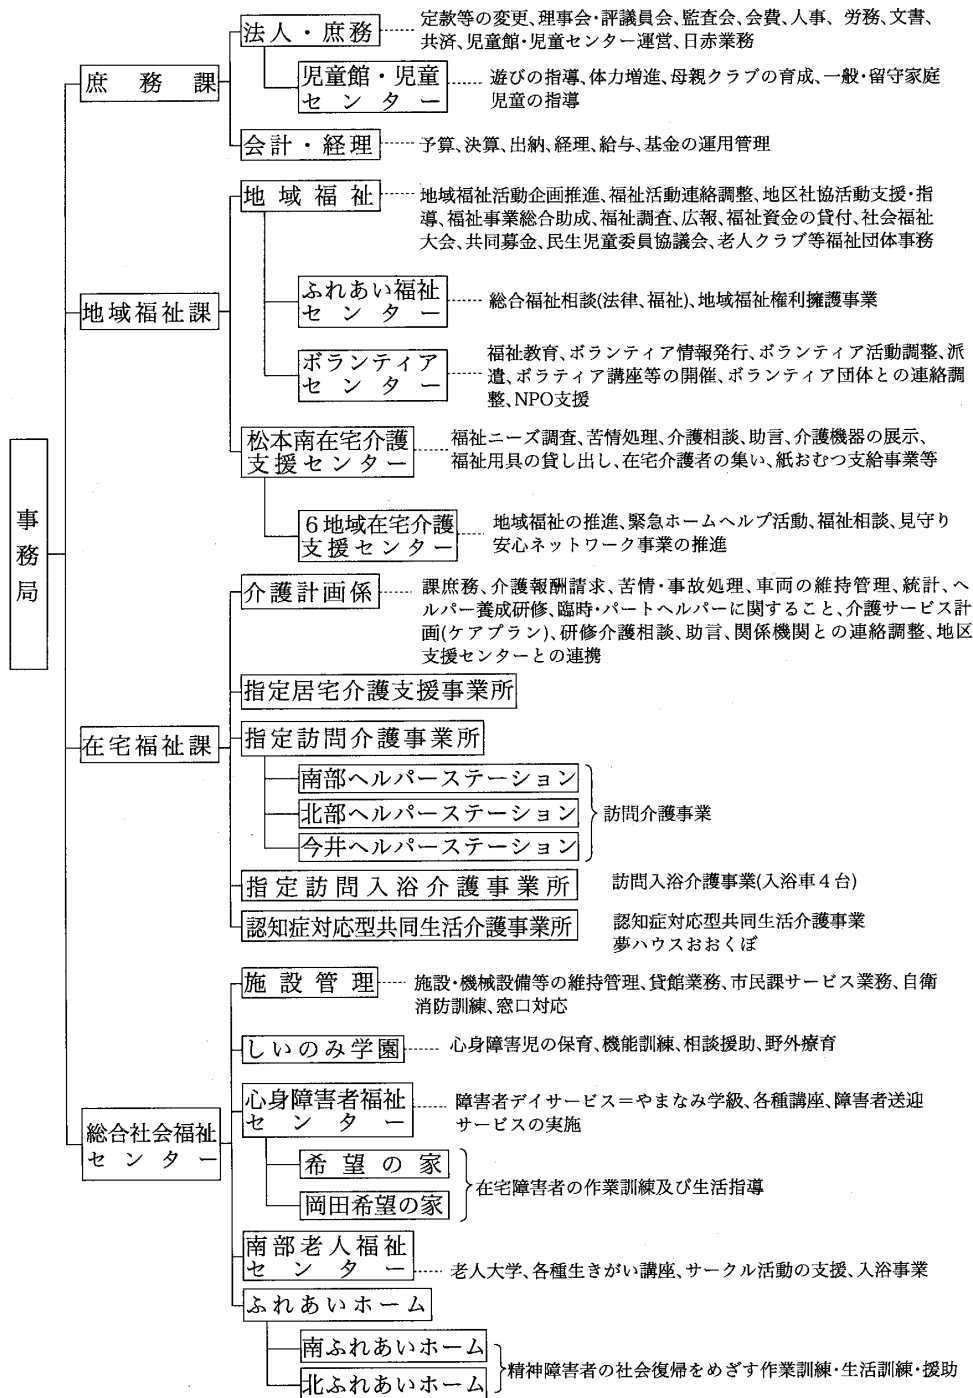 事務局
庶務課
法人・庶務
定款等の変更、理事会・評議員会、監査会、会費、人事、労務、文書、
共済、児童館・児童センター運営、日赤業務
児童館・児童
センター
遊びの指導、体力増進、母親クラブの育成、一般・留守家庭
児童の指導
会計・経理
予算、決算、出納、経理、給与、基金の運用管理
地域福祉課
地域福祉
地域福祉活動企画推進、福祉活動連絡調整、地区社協活動支援・指
導、福祉事業総合助成、福祉調査、広報、福祉資金の貸付、社会福祉
大会、共同募金、民生児童委員協議会、老人クラブ等福祉団体事務
ふれあい福祉
センター
総合福祉相談(法律、福祉)、地域福祉権利擁護事業
ボランティア
センター
福祉教育、ボランティア情報発行、ボランティア活動調整、派
遣、ボラティア講座等の開催、ボランティア団体との連絡調
整、NPO支援
松本南在宅介護
支援センター
福祉ニーズ調査、苦情処理、介護相談、助言、介護機器の展示、
福祉用具の貸し出し、在宅介護者の集い、紙おむつ支給事業等
6地域在宅介護
支援センター
地域福祉の推進、緊急ホームヘルプ活動、福祉相談、見守り
安心ネットワーク事業の推進
在宅福祉課
介護計画係
課庶務、介護報酬請求、苦情・事故処理、車両の維持管理、統計、ヘ
ルパー養成研修、臨時・パートヘルパーに関すること、介護サービス計
画(ケアプラン)、研修介護相談、助言、関係機関との連絡調整、地区
支援センターとの連携
指定居宅介護支援事業所
指定訪問介護事業所
南部ヘルパーステーション
北部ヘルパーステーション
今井ヘルパーステーション
訪問介護事業
指定訪問入浴介護事業所
訪問入浴介護事業(入浴車4台)
認知症対応型共同生活介護事業所
認知症対応型共同生活介護事業
夢ハウスおおくぼ
総合社会福祉
センター
施設管理
施設・機械設備等の維持管理、貸館業務、市民課サービス業務、自衛
消防訓練、窓口対応
しいのみ学園
心身障害児の保育、機能訓練、相談援助、野外療育
心身障害者福祉
センター
障害者デイサービス＝やまなみ学級、各種講座、障害者送迎
サービスの実施
希望の家
岡田希望の家
在宅障害者の作業訓練及び生活指導
南部老人福祉
センター
老人大学、各種生きがい講座、サークル活動の支援、入浴事業
ふれあいホーム
南ふれあいホーム
北ふれあいホーム
精神障害者の社会復帰をめざす作業訓練・生活訓練・援助